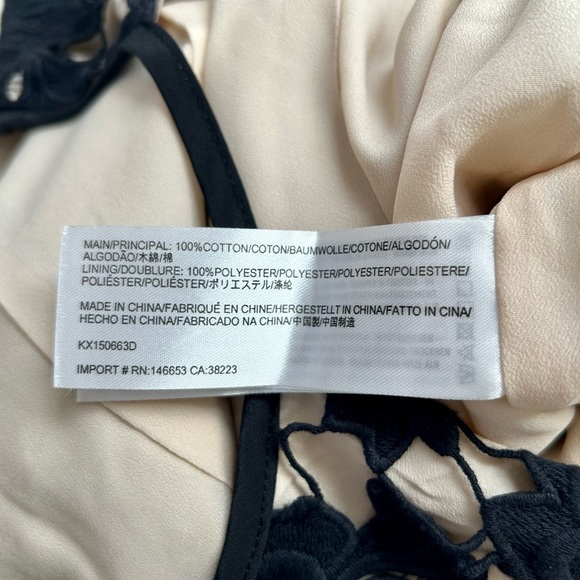 MAIN/PRINCIPAL: 100%COTTON/COTON/BAUMWOLLE/COTONE/ALGODÓN/
ALGODÃO/木綿/棉
LINING/DOUBLURE: 100%POLYESTER/POLYESTER/POLYESTER/POLIESTERE/
POLIÉSTER/POLIÉSTER/ポリエステル/涤纶
MADE IN CHINA/FABRIQUÉ EN CHINE/HERGESTELLT IN CHINA/FATTO IN CINA/
HECHO EN CHINA/FABRICADO NA CHINA/中国製/中国制造
KX150663D
IMPORT # RN:146653 CA:38223